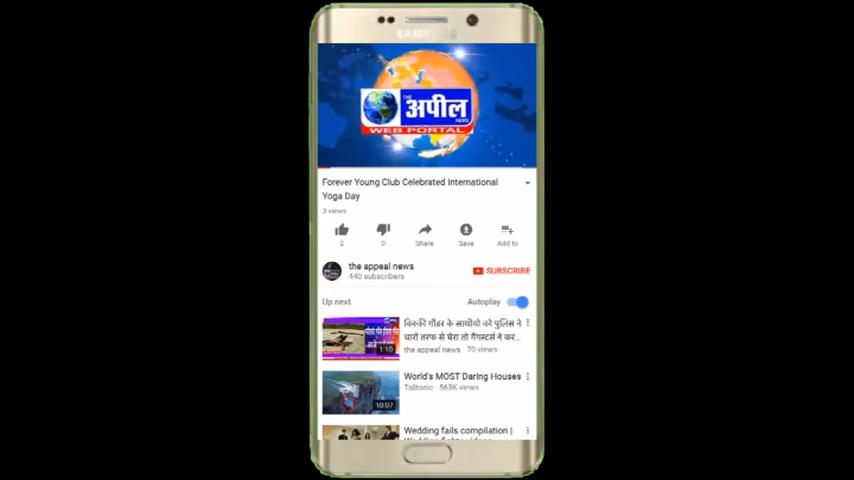 SAMSUNG
THE
अपील
NEWS
WEB PORTAL
Forever Young Club Celebrated International
Yoga Day
3 views
2
0
Share
Save
Add to
the appeal news
440 subscribers
SUBSCRIBE
Up next
Autoplay
विक्की गौंडर के साथीयो को पुलिस ने
चारों तरफ से घेरा तो गैंगस्टर्स ने कर...
the appeal news · 70 views
1:10
World's MOST Daring Houses
Talltanic · 563K views
10:07
Wedding fails compilation |